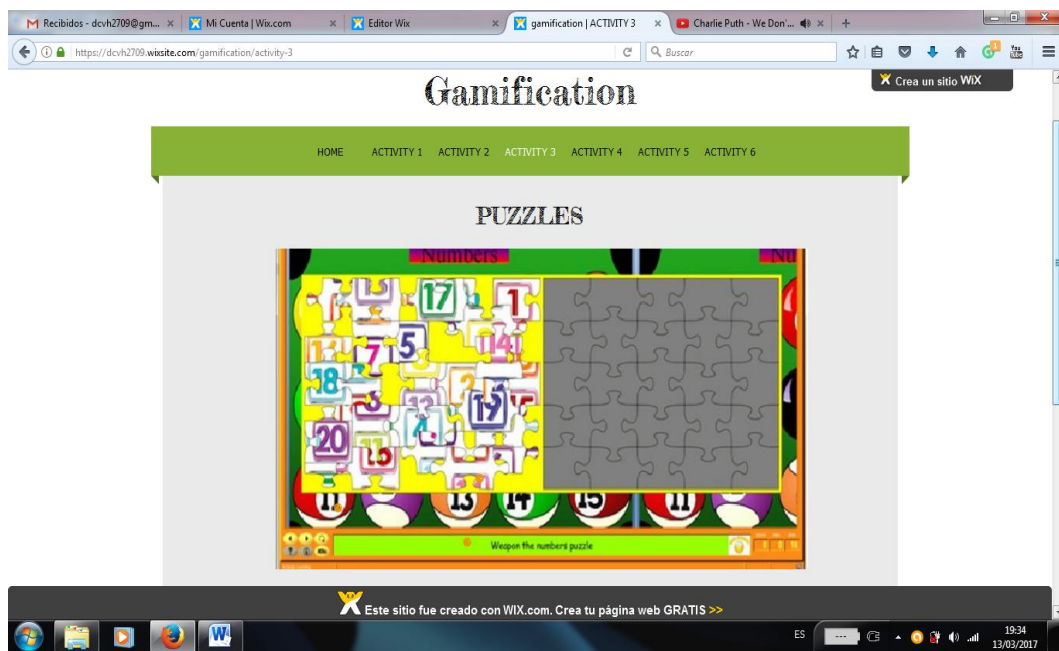 Recibidos - dcvh2709@gm... Mi Cuenta | Wix.com Editor Wix gamification | ACTIVITY 3 Charlie Puth - We Don'...
https://dcvh2709.wixsite.com/gamification/activity-3 Buscar
Crea un sitio WiX
Gamification
HOME ACTIVITY 1 ACTIVITY 2 ACTIVITY 3 ACTIVITY 4 ACTIVITY 5 ACTIVITY 6
PUZZLES
Numbers Nu
17 1
7 5 14
18
19
20 13
11 13 14 15 11
Weapon the numbers puzzle
Este sitio fue creado con WIX.com. Crea tu página web GRATIS >>
ES 19:34
13/03/2017